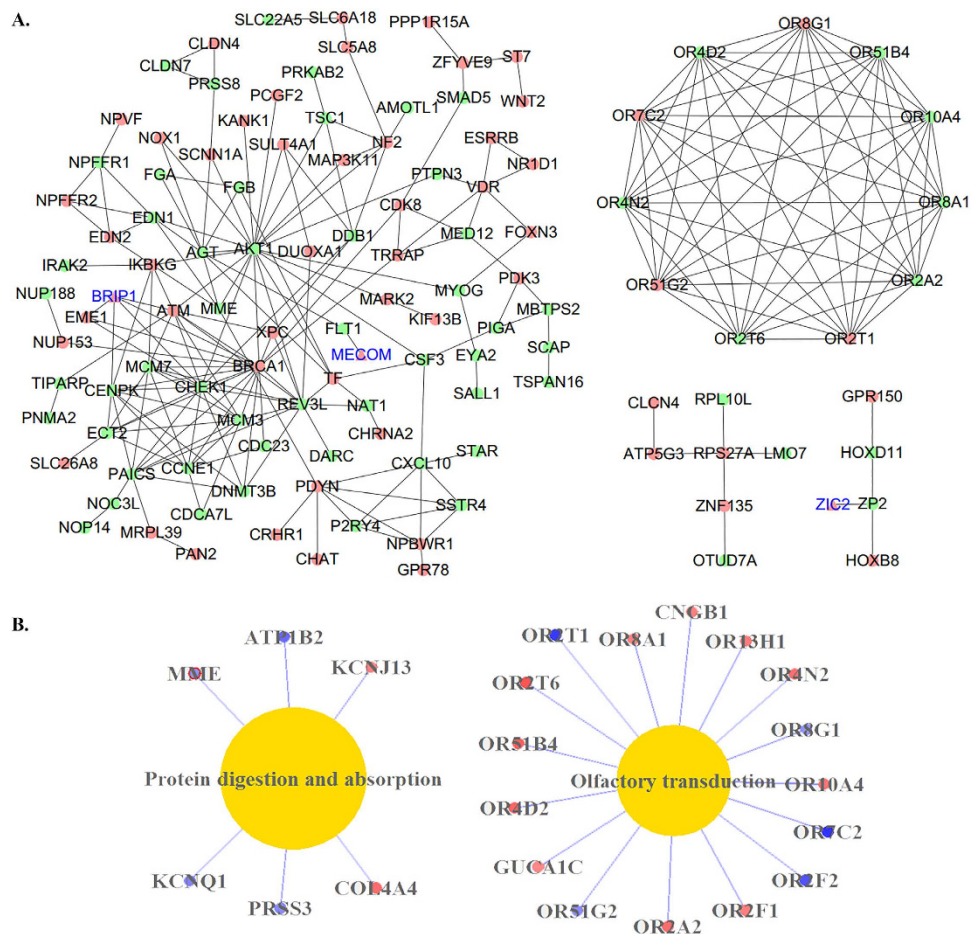 A.
SLC22A5 SLC6A18 PPP1R15A
CLDN4 SLC5A8 ZFYVE9 ST7
CLDN7 PRSS8 PRKAB2 SMAD5 WNT2
PCGF2 TSC1 AMOTL1
NPVF NOX1 KANK1 NF2 ESRRB
SCNN1A SULT4A1 MAP3K11 NR1D1
NPFFR1 FGA FGB PTPN3 VDR
NPFFR2 EDN1 CDK8
EDN2 AGT AKT1 DUOXA1 DDB1 MED12 FOXN3
IRAK2 IKBKG TRRAP PDK3
NUP188 BRIP1 MME MARK2 MYOG MBTPS2
EME1 ATM XPC FLT1 KIF13B PIGA
NUP153 MECOM EYA2 SCAP
MCM7 BRCA1 TF CSF3
TIPARP CENPK CHEK1 SALL1 TSPAN16
PNMA2 MCM3 REV3L NAT1
ECT2 CDC23 CHRNA2
SLC26A8 CCNE1 DARC CXCL10 STAR
PAICS DNMT3B PDYN
NOC3L CDCA7L P2RY4 SSTR4
NOP14 MRPL39 CRHR1 NPBWR1
PAN2 CHAT GPR78
OR8G1
OR4D2 OR51B4
OR7C2 OR10A4
OR4N2 OR8A1
OR51G2 OR2A2
OR2T6 OR2T1
CLCN4 RPL10L GPR150
ATP5G3 RPS27A LMO7 HOXD11
ZNF135 ZIC2 ZP2
OTUD7A HOXB8
B.
ATP1B2
MME KCNJ13
Protein digestion and absorption
KCNQ1 COL4A4
PRSS3
CNGB1
OR2T1 OR8A1 OR13H1
OR2T6 OR4N2
OR51B4 OR8G1
Olfactory transduction
OR4D2 OR10A4
OR7C2
GUCA1C OR2F2
OR51G2 OR2F1
OR2A2